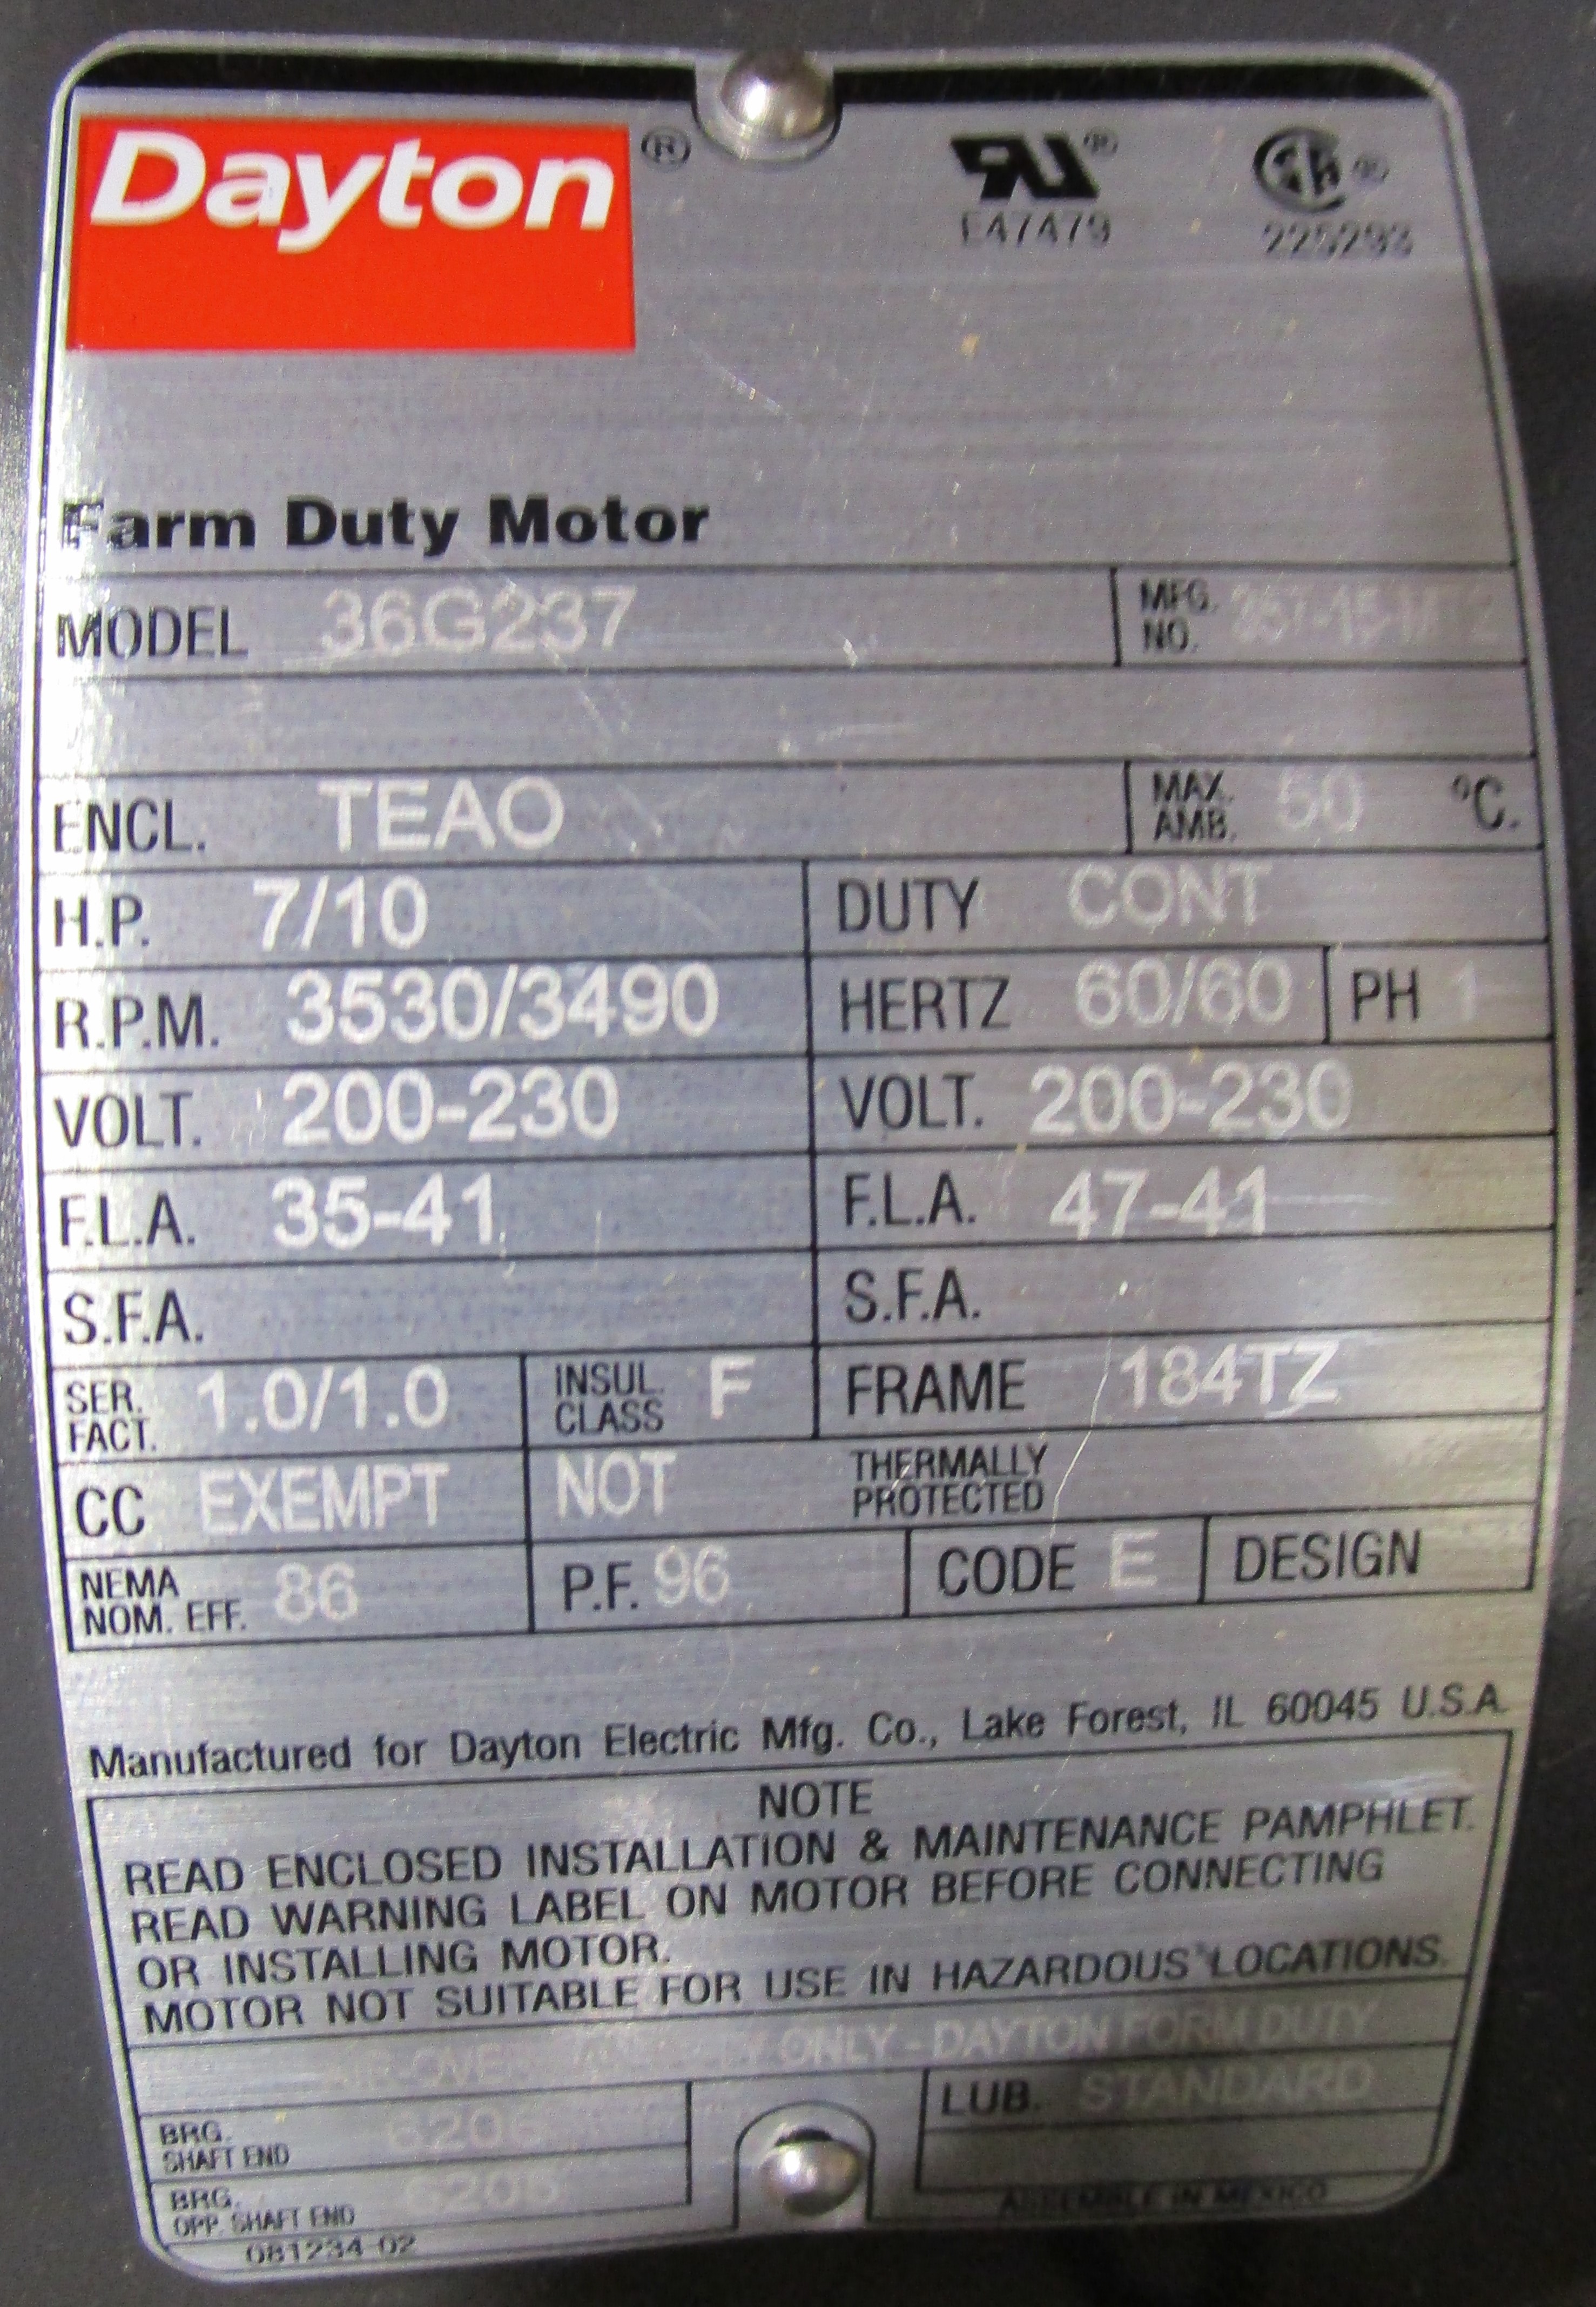 Dayton ®
E47479
225293
Farm Duty Motor
MODEL 36G237 MFG. NO.
ENCL. TEAO MAX. AMB. 50 °C.
H.P. 7/10 DUTY CONT
R.P.M. 3530/3490 HERTZ 60/60 PH 1
VOLT. 200-230 VOLT. 200-230
F.L.A. 35-41 F.L.A. 47-41
S.F.A. S.F.A.
SER. FACT. 1.0/1.0 INSUL. CLASS F FRAME 184TZ
CC EXEMPT NOT THERMALLY PROTECTED
NEMA NOM. EFF. 86 P.F. 96 CODE E DESIGN
Manufactured for Dayton Electric Mfg. Co., Lake Forest, IL 60045 U.S.A.
NOTE
READ ENCLOSED INSTALLATION & MAINTENANCE PAMPHLET.
READ WARNING LABEL ON MOTOR BEFORE CONNECTING
OR INSTALLING MOTOR.
MOTOR NOT SUITABLE FOR USE IN HAZARDOUS LOCATIONS.
ONLY - DAYTON FORM DUTY
BRG. SHAFT END LUB. STANDARD
BRG. OPP. SHAFT END
ASSEMBLE IN MEXICO
081234-02